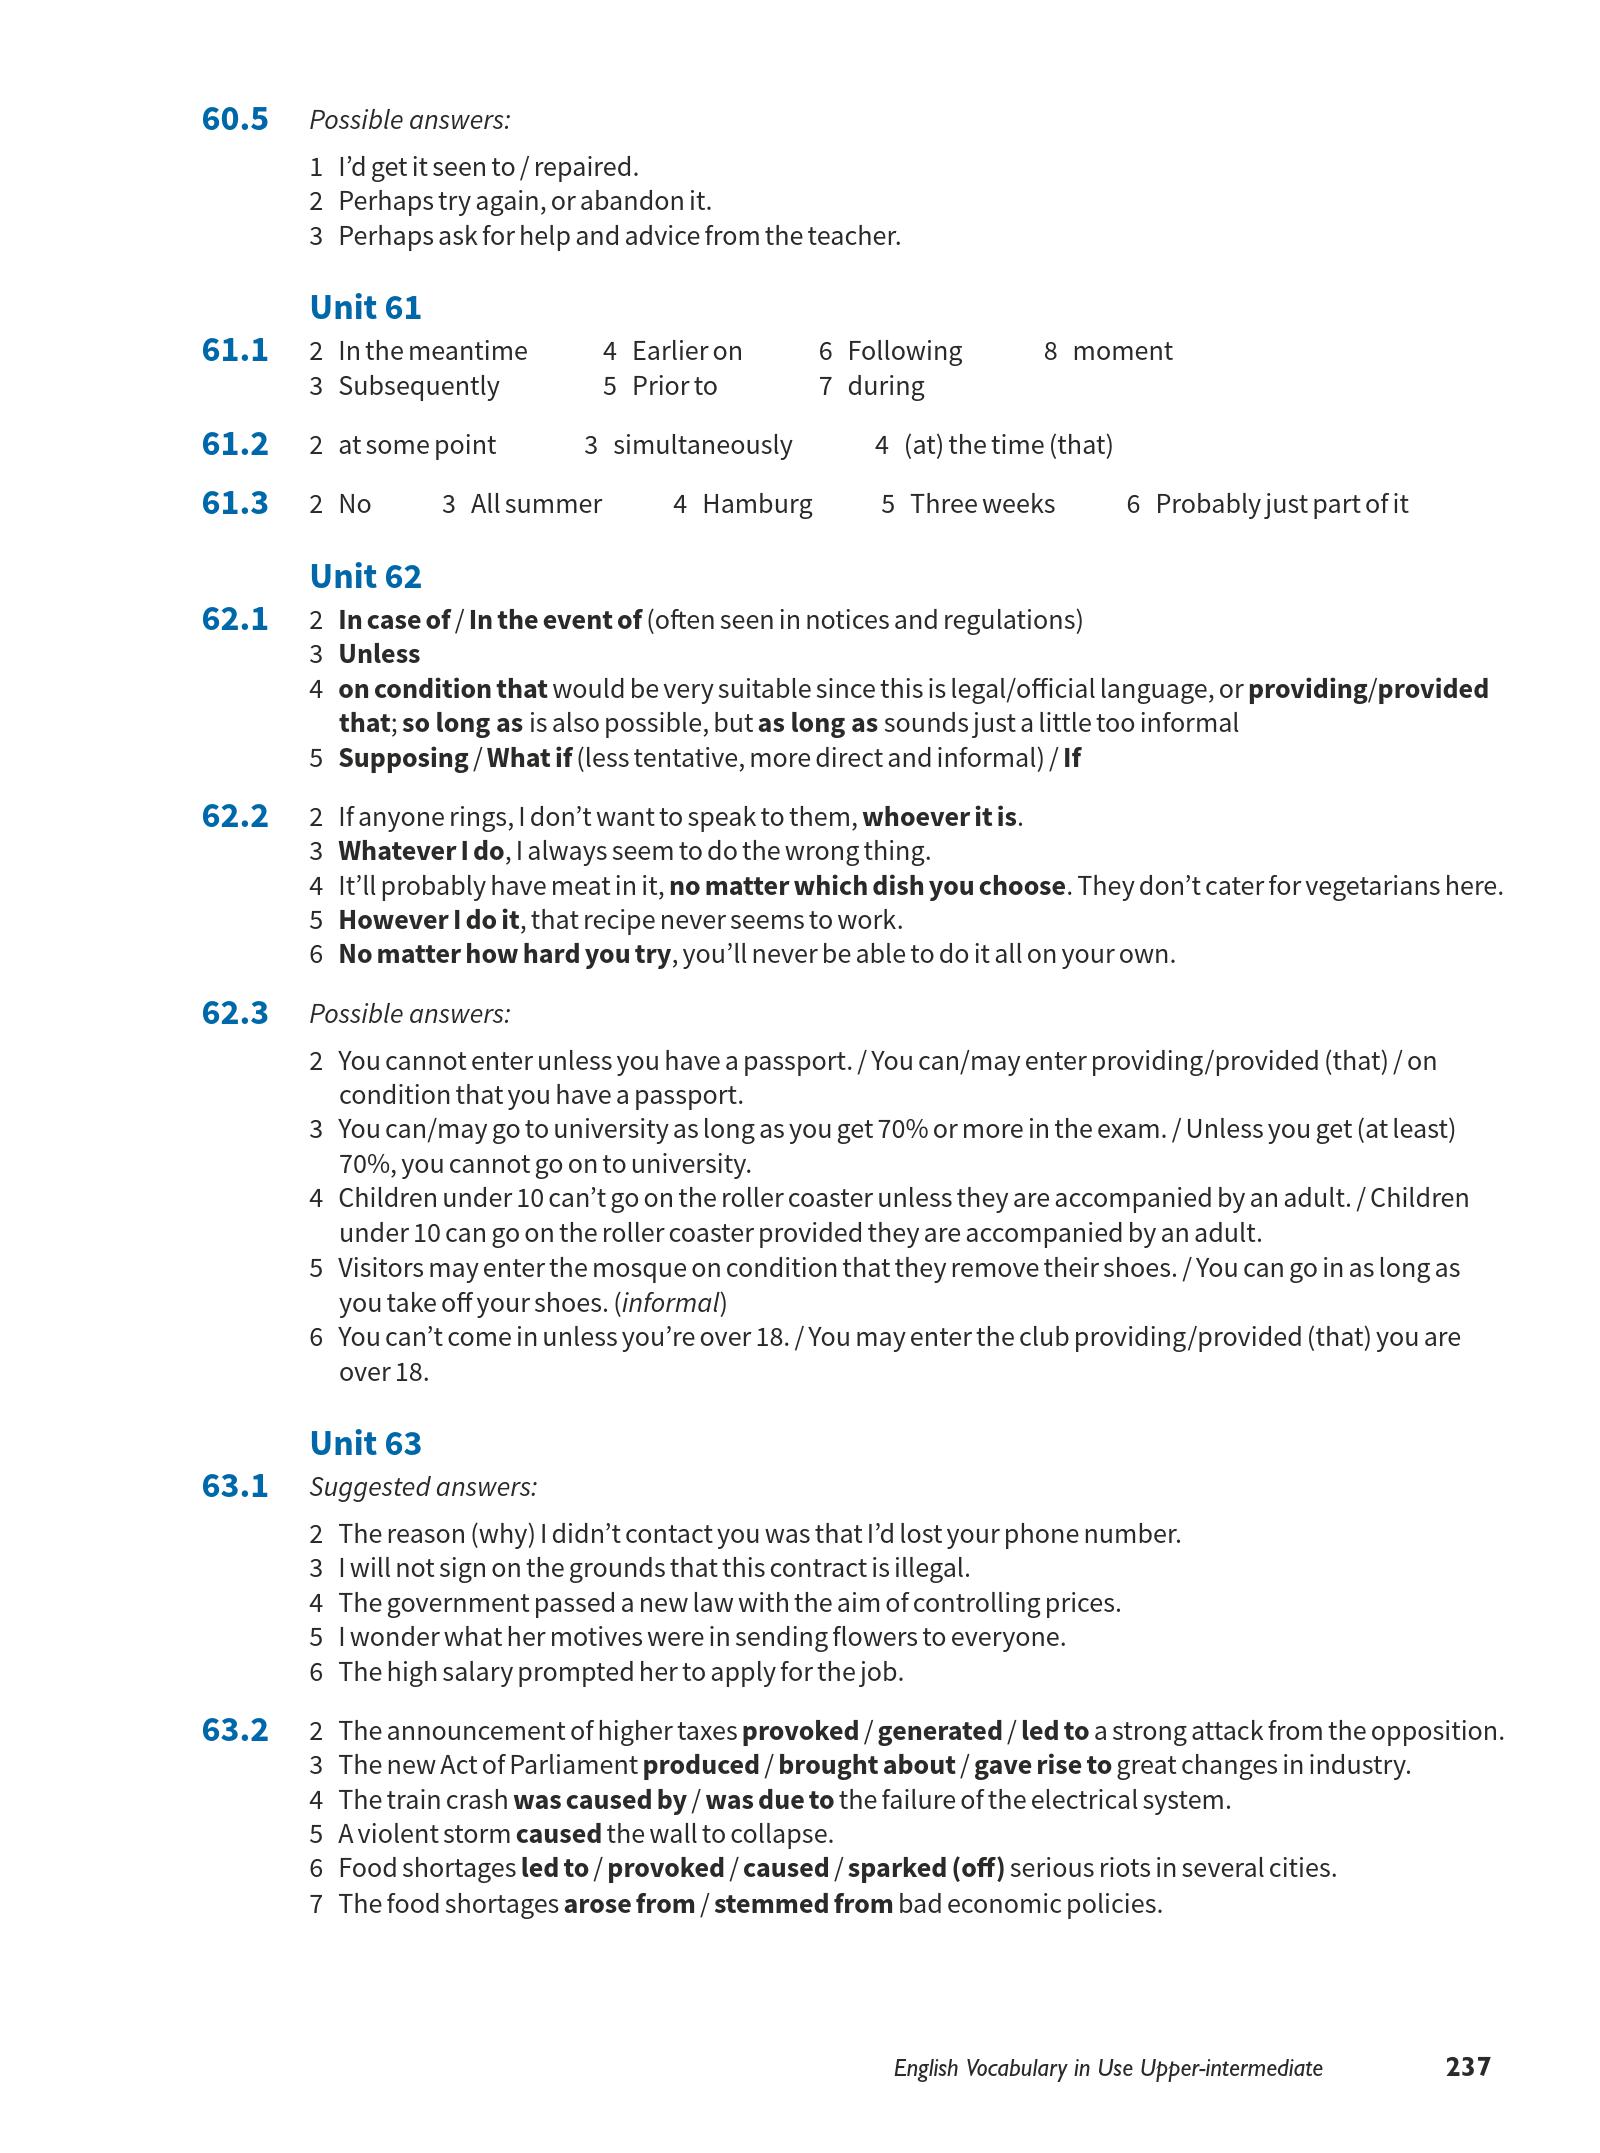 60.5 Possible answers:
1 I’d get it seen to / repaired.
2 Perhaps try again, or abandon it.
3 Perhaps ask for help and advice from the teacher.
Unit 61
61.1 2 In the meantime 4 Earlier on 6 Following 8 moment
3 Subsequently 5 Prior to 7 during
61.2 2 at some point 3 simultaneously 4 (at) the time (that)
61.3 2 No 3 All summer 4 Hamburg 5 Three weeks 6 Probably just part of it
Unit 62
62.1 2 In case of / In the event of (often seen in notices and regulations)
3 Unless
4 on condition that would be very suitable since this is legal/official language, or providing/provided
that; so long as is also possible, but as long as sounds just a little too informal
5 Supposing / What if (less tentative, more direct and informal) / If
62.2 2 If anyone rings, I don’t want to speak to them, whoever it is.
3 Whatever I do, I always seem to do the wrong thing.
4 It’ll probably have meat in it, no matter which dish you choose. They don’t cater for vegetarians here.
5 However I do it, that recipe never seems to work.
6 No matter how hard you try, you’ll never be able to do it all on your own.
62.3 Possible answers:
2 You cannot enter unless you have a passport. / You can/may enter providing/provided (that) / on
condition that you have a passport.
3 You can/may go to university as long as you get 70% or more in the exam. / Unless you get (at least)
70%, you cannot go on to university.
4 Children under 10 can’t go on the roller coaster unless they are accompanied by an adult. / Children
under 10 can go on the roller coaster provided they are accompanied by an adult.
5 Visitors may enter the mosque on condition that they remove their shoes. / You can go in as long as
you take off your shoes. (informal)
6 You can’t come in unless you’re over 18. / You may enter the club providing/provided (that) you are
over 18.
Unit 63
63.1 Suggested answers:
2 The reason (why) I didn’t contact you was that I’d lost your phone number.
3 I will not sign on the grounds that this contract is illegal.
4 The government passed a new law with the aim of controlling prices.
5 I wonder what her motives were in sending flowers to everyone.
6 The high salary prompted her to apply for the job.
63.2 2 The announcement of higher taxes provoked / generated / led to a strong attack from the opposition.
3 The new Act of Parliament produced / brought about / gave rise to great changes in industry.
4 The train crash was caused by / was due to the failure of the electrical system.
5 A violent storm caused the wall to collapse.
6 Food shortages led to / provoked / caused / sparked (off) serious riots in several cities.
7 The food shortages arose from / stemmed from bad economic policies.
English Vocabulary in Use Upper-intermediate 237